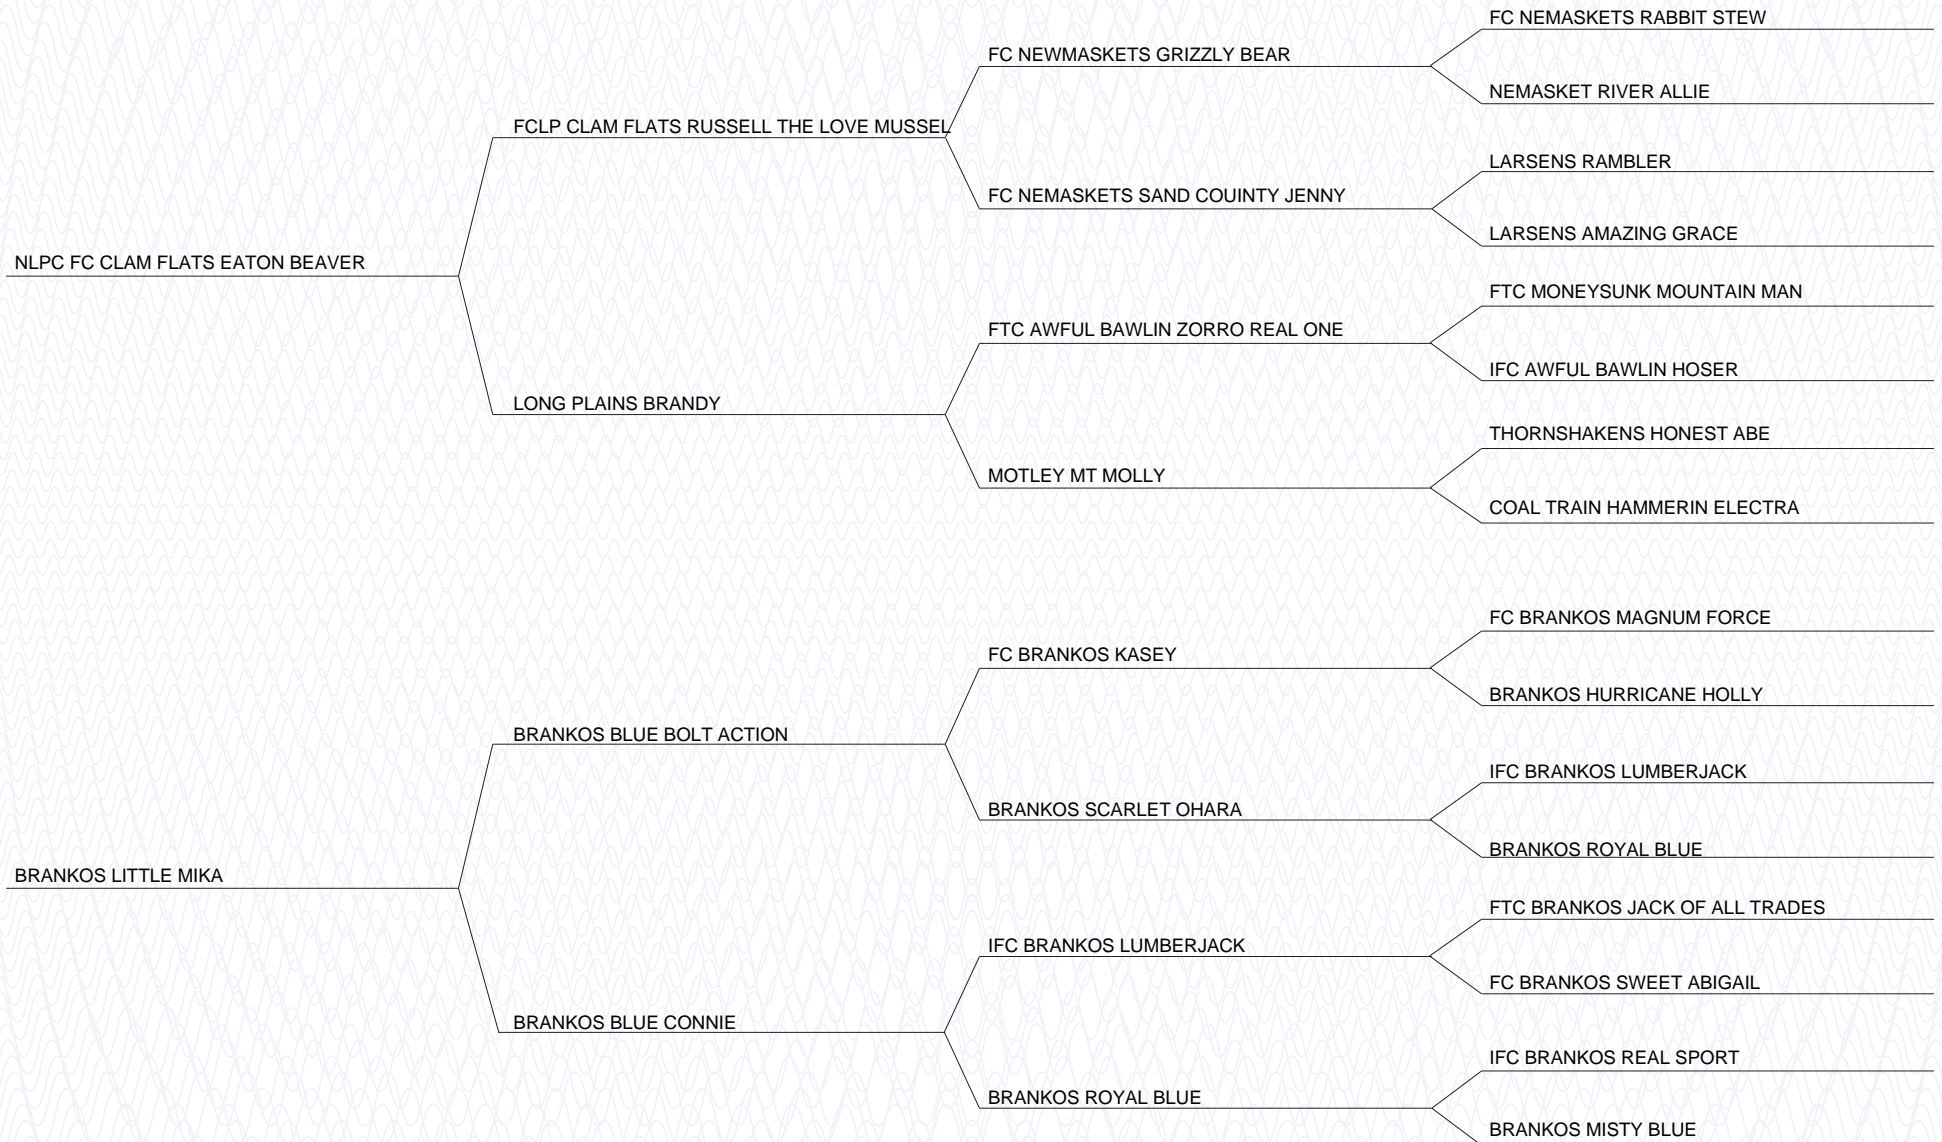 FC NEMASKETS RABBIT STEW
FC NEWMASKETS GRIZZLY BEAR
NEMASKET RIVER ALLIE
FCLP CLAM FLATS RUSSELL THE LOVE MUSSEL
LARSENS RAMBLER
FC NEMASKETS SAND COUINTY JENNY
LARSENS AMAZING GRACE
NLPC FC CLAM FLATS EATON BEAVER
FTC MONEYSUNK MOUNTAIN MAN
FTC AWFUL BAWLIN ZORRO REAL ONE
IFC AWFUL BAWLIN HOSER
LONG PLAINS BRANDY
THORNSHAKENS HONEST ABE
MOTLEY MT MOLLY
COAL TRAIN HAMMERIN ELECTRA
FC BRANKOS MAGNUM FORCE
FC BRANKOS KASEY
BRANKOS HURRICANE HOLLY
BRANKOS BLUE BOLT ACTION
IFC BRANKOS LUMBERJACK
BRANKOS SCARLET OHARA
BRANKOS ROYAL BLUE
BRANKOS LITTLE MIKA
FTC BRANKOS JACK OF ALL TRADES
IFC BRANKOS LUMBERJACK
FC BRANKOS SWEET ABIGAIL
BRANKOS BLUE CONNIE
IFC BRANKOS REAL SPORT
BRANKOS ROYAL BLUE
BRANKOS MISTY BLUE